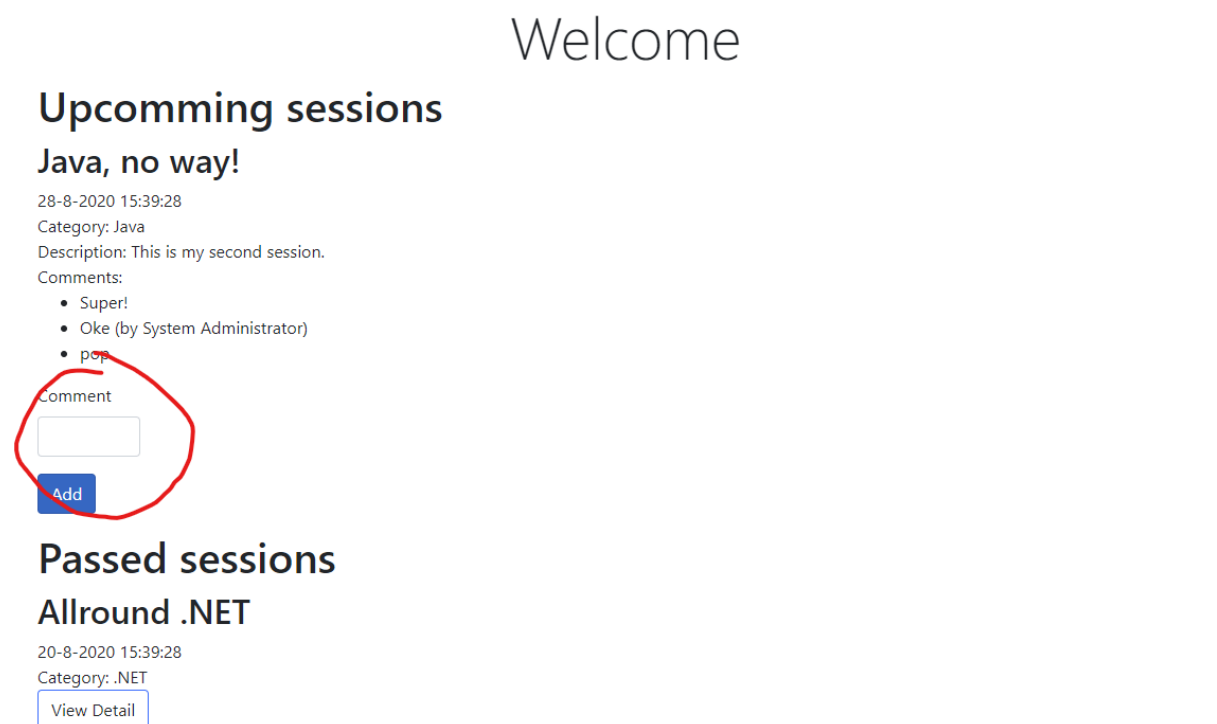 Welcome
Upcomming sessions
Java, no way!
28-8-2020 15:39:28
Category: Java
Description: This is my second session.
Comments:
Super!
Oke (by System Administrator)
pop
Comment
Add
Passed sessions
Allround .NET
20-8-2020 15:39:28
Category: .NET
View Detail